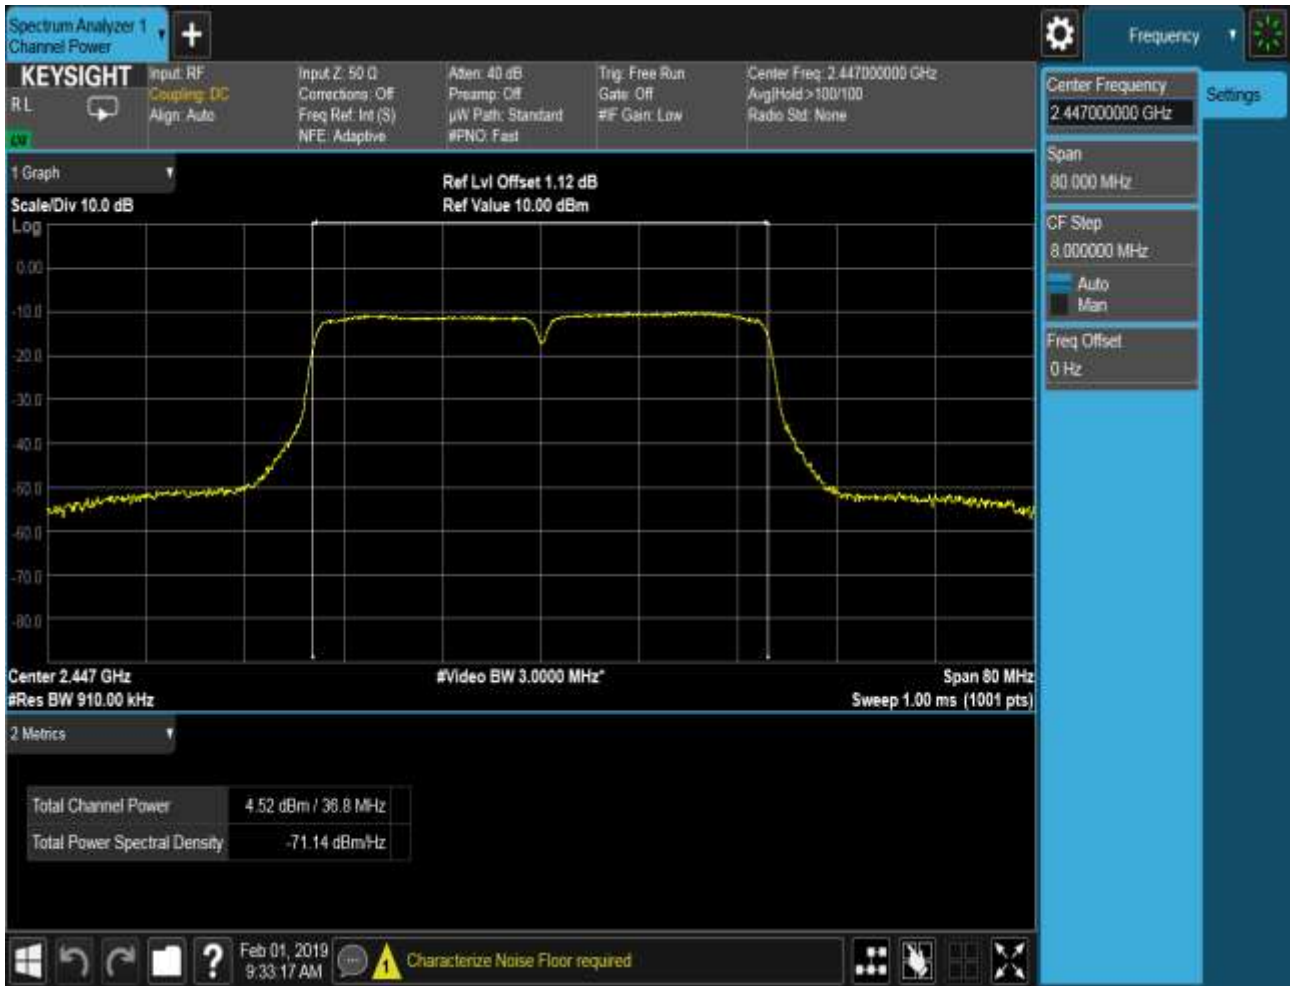 Spectrum Analyzer 1
Channel Power
Frequency
KEYSIGHT
R L
Input: RF
Coupling: DC
Align: Auto
Input Z: 50 Ω
Corrections: Off
Freq Ref: Int (S)
NFE: Adaptive
Atten: 40 dB
Preamp: Off
µW Path: Standard
#PNO: Fast
Trig: Free Run
Gate: Off
#IF Gain: Low
Center Freq: 2.447000000 GHz
Avg|Hold:>100/100
Radio Std: None
Center Frequency
2.447000000 GHz
Settings
Span
80.000 MHz
CF Step
8.000000 MHz
Auto
Man
Freq Offset
0 Hz
1 Graph
Scale/Div 10.0 dB
Ref Lvl Offset 1.12 dB
Ref Value 10.00 dBm
Log
0.00
-10.0
-20.0
-30.0
-40.0
-50.0
-60.0
-70.0
-80.0
Center 2.447 GHz
#Video BW 3.0000 MHz*
Span 80 MHz
#Res BW 910.00 kHz
Sweep 1.00 ms (1001 pts)
2 Metrics
Total Channel Power 4.52 dBm / 36.8 MHz
Total Power Spectral Density -71.14 dBm/Hz
Feb 01, 2019
9:33:17 AM
1
Characterize Noise Floor required